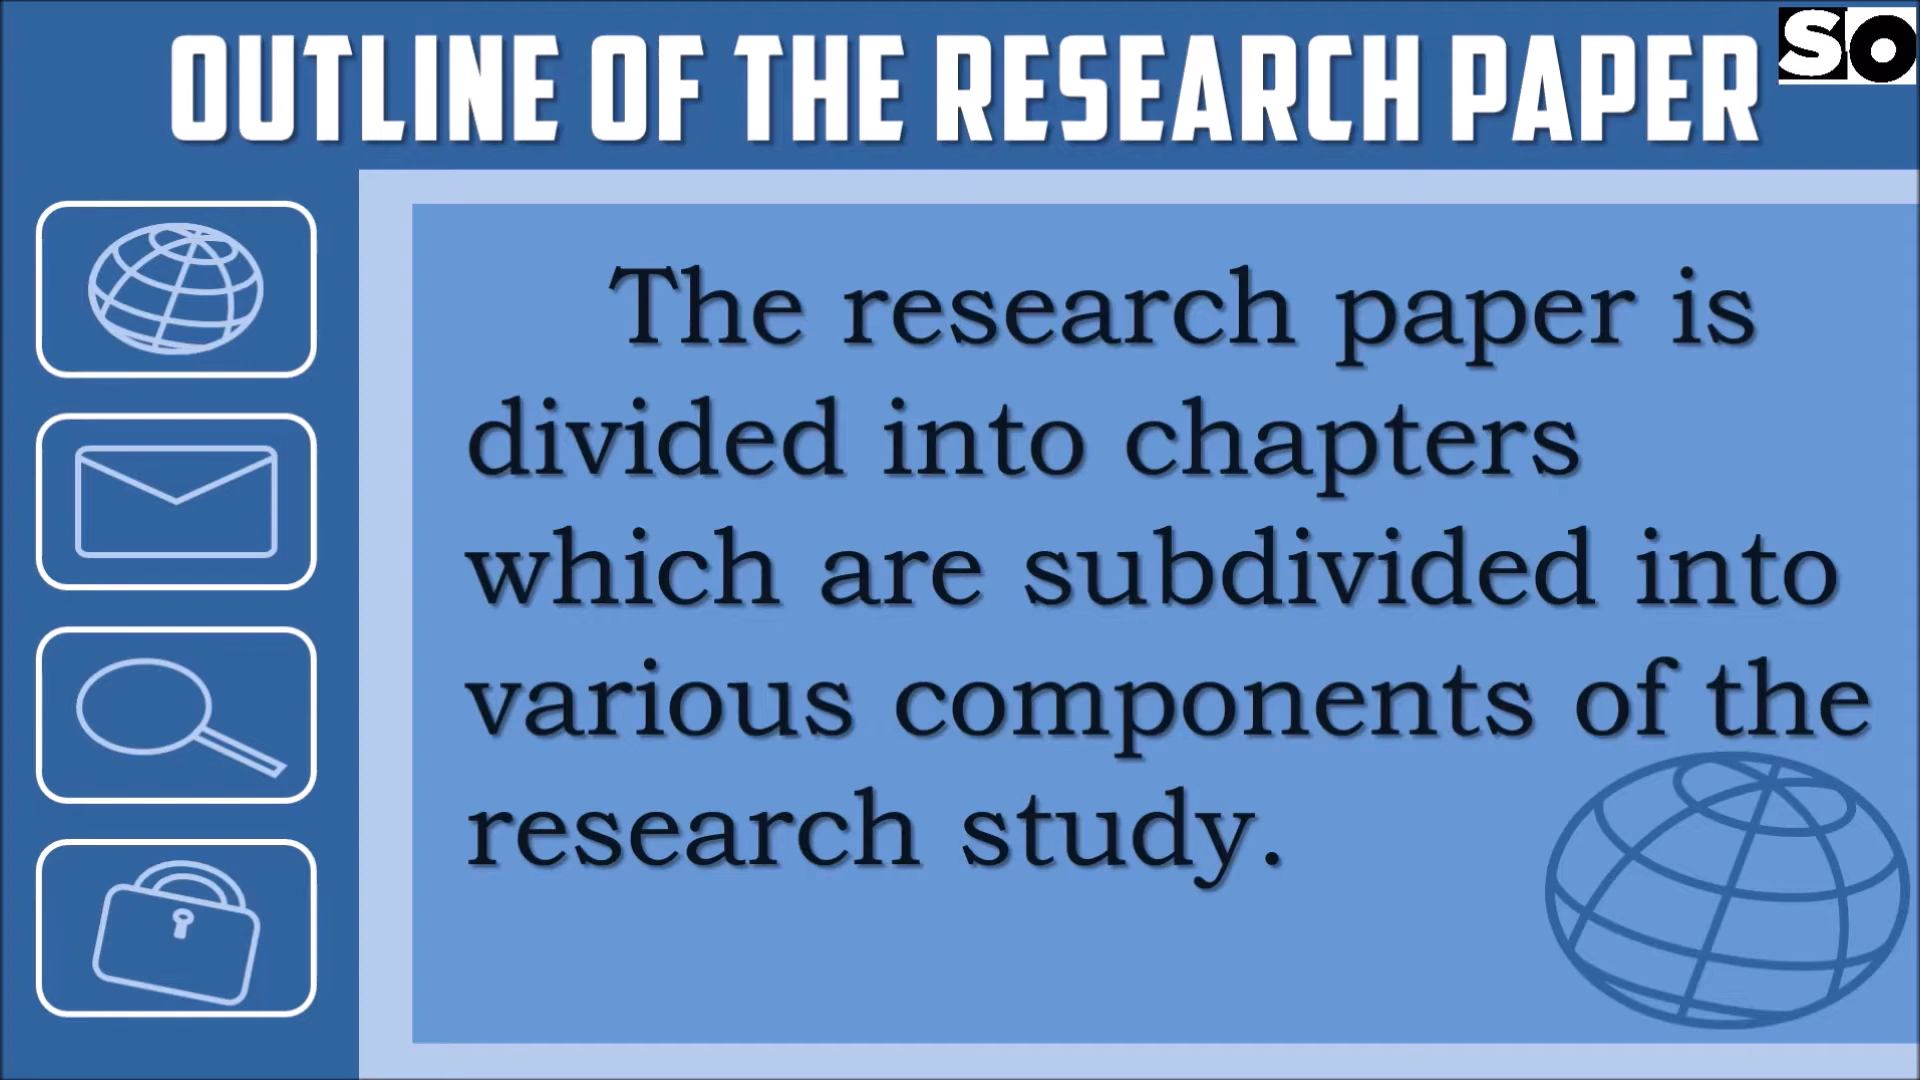 OUTLINE OF THE RESEARCH PAPER
SO
The research paper is
divided into chapters
which are subdivided into
various components of the
research study.